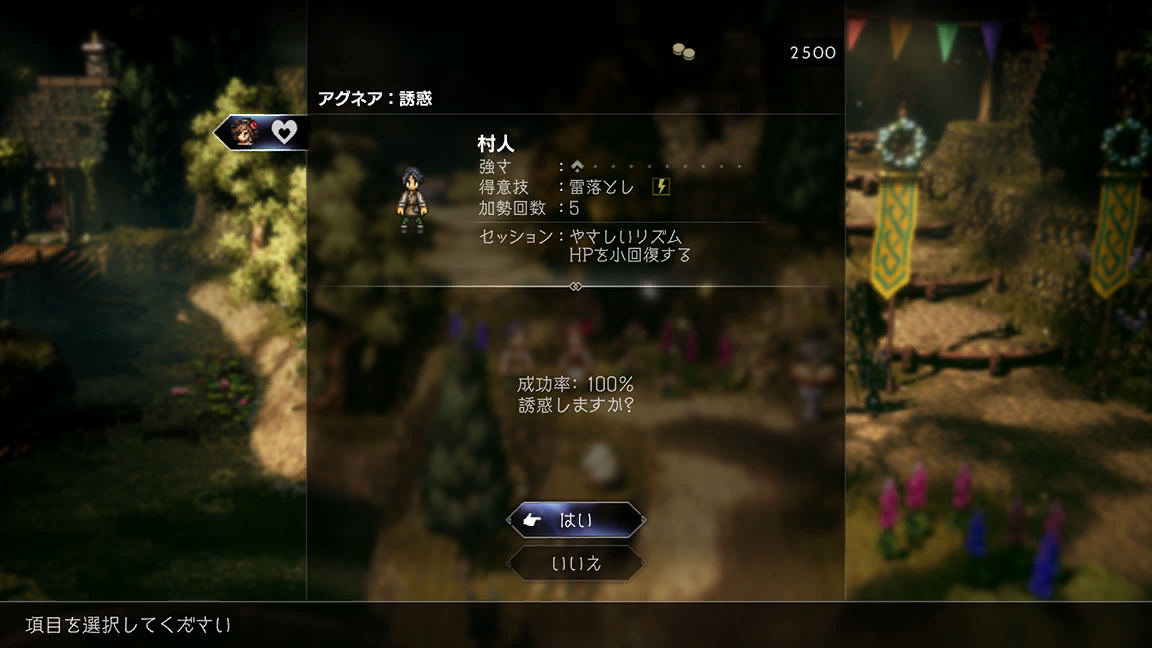 2500
アグネア：誘惑
村人
強さ ：
得意技 ：雷落とし
加勢回数 ：5
セッション：やさしいリズム
HPを小回復する
成功率：100%
誘惑しますか？
はい
いいえ
項目を選択してください